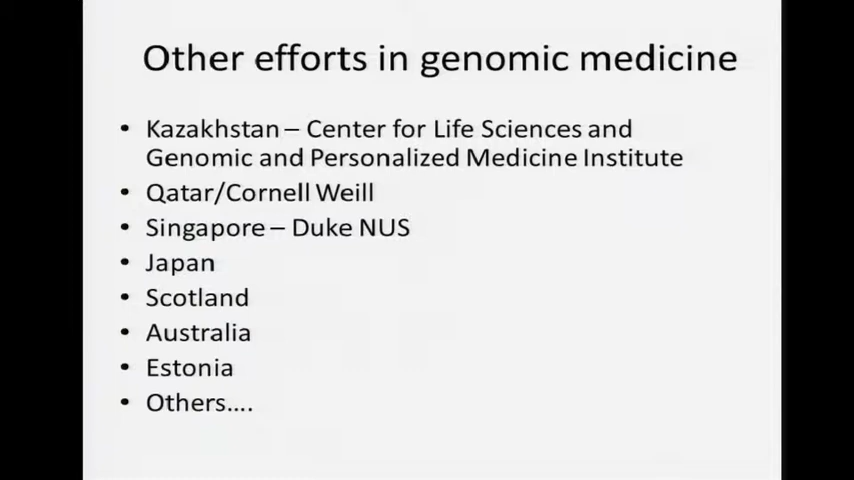 Other efforts in genomic medicine
• Kazakhstan – Center for Life Sciences and
Genomic and Personalized Medicine Institute
• Qatar/Cornell Weill
• Singapore – Duke NUS
• Japan
• Scotland
• Australia
• Estonia
• Others....